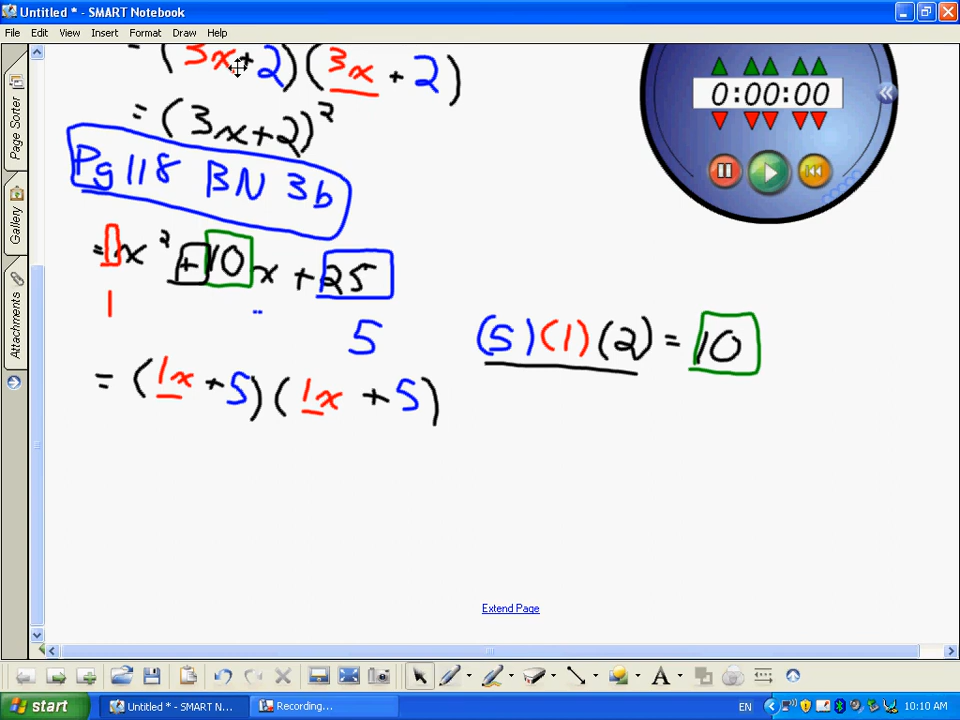 Untitled * - SMART Notebook
File Edit View Insert Format Draw Help
= (3x+2)(3x + 2)
= (3x+2)²
Pg 118 BN 3b
= 1x² + 10x + 25
1 5
(5)(1)(2) = 10
= (1x + 5)(1x + 5)
0:00:00
Page Sorter
Gallery
Attachments
Extend Page
start
Untitled * - SMART N...
Recording...
EN
10:10 AM